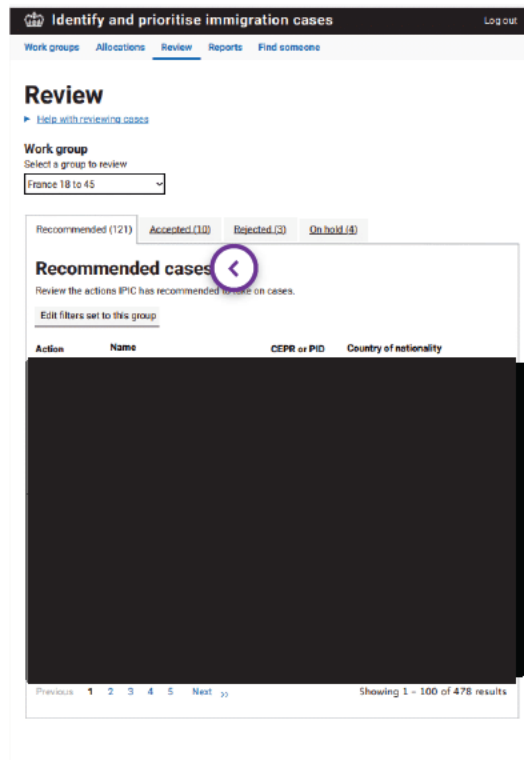 Identify and prioritise immigration cases Log out
Work groups Allocations Review Reports Find someone
Review
Help with reviewing cases
Work group
Select a group to review
France 18 to 45
Reccommended (121) Accepted (10) Rejected (3) On hold (4)
Recommended cases
Review the actions IPIC has recommended to take on cases.
Edit filters set to this group
Action Name CEPR or PID Country of nationality
Previous 1 2 3 4 5 Next >> Showing 1 – 100 of 478 results